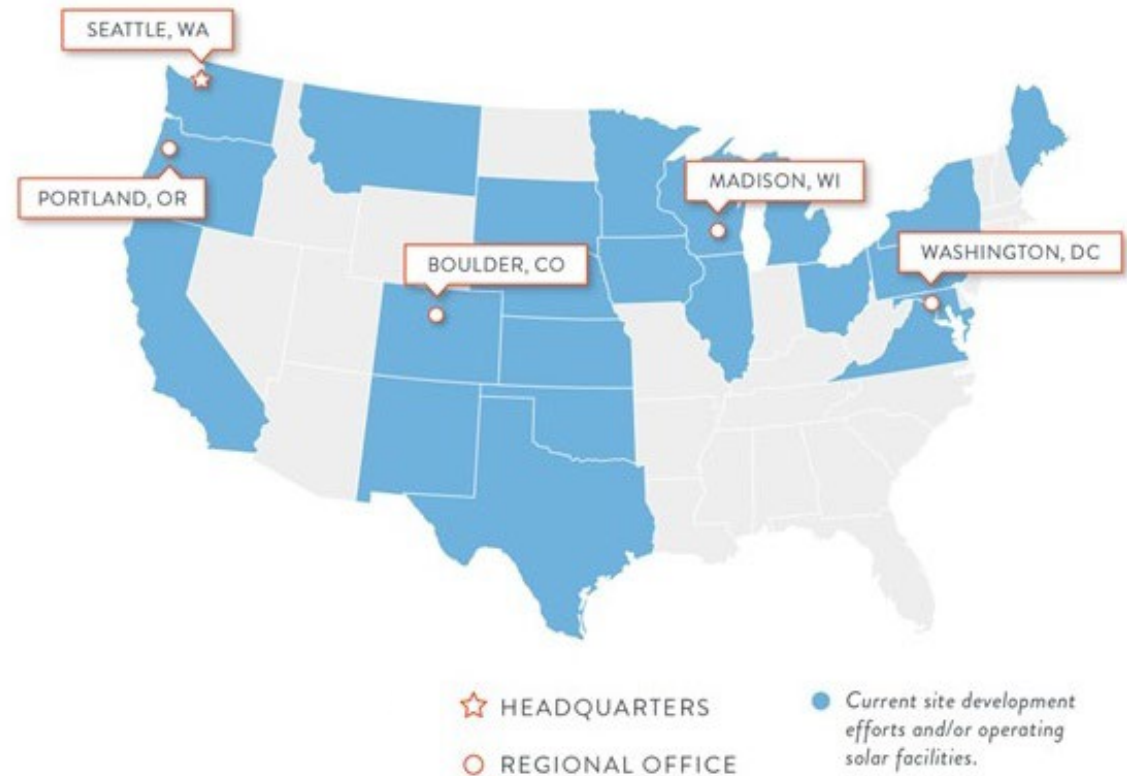 SEATTLE, WA
PORTLAND, OR
MADISON, WI
BOULDER, CO
WASHINGTON, DC
HEADQUARTERS
REGIONAL OFFICE
Current site development
efforts and/or operating
solar facilities.